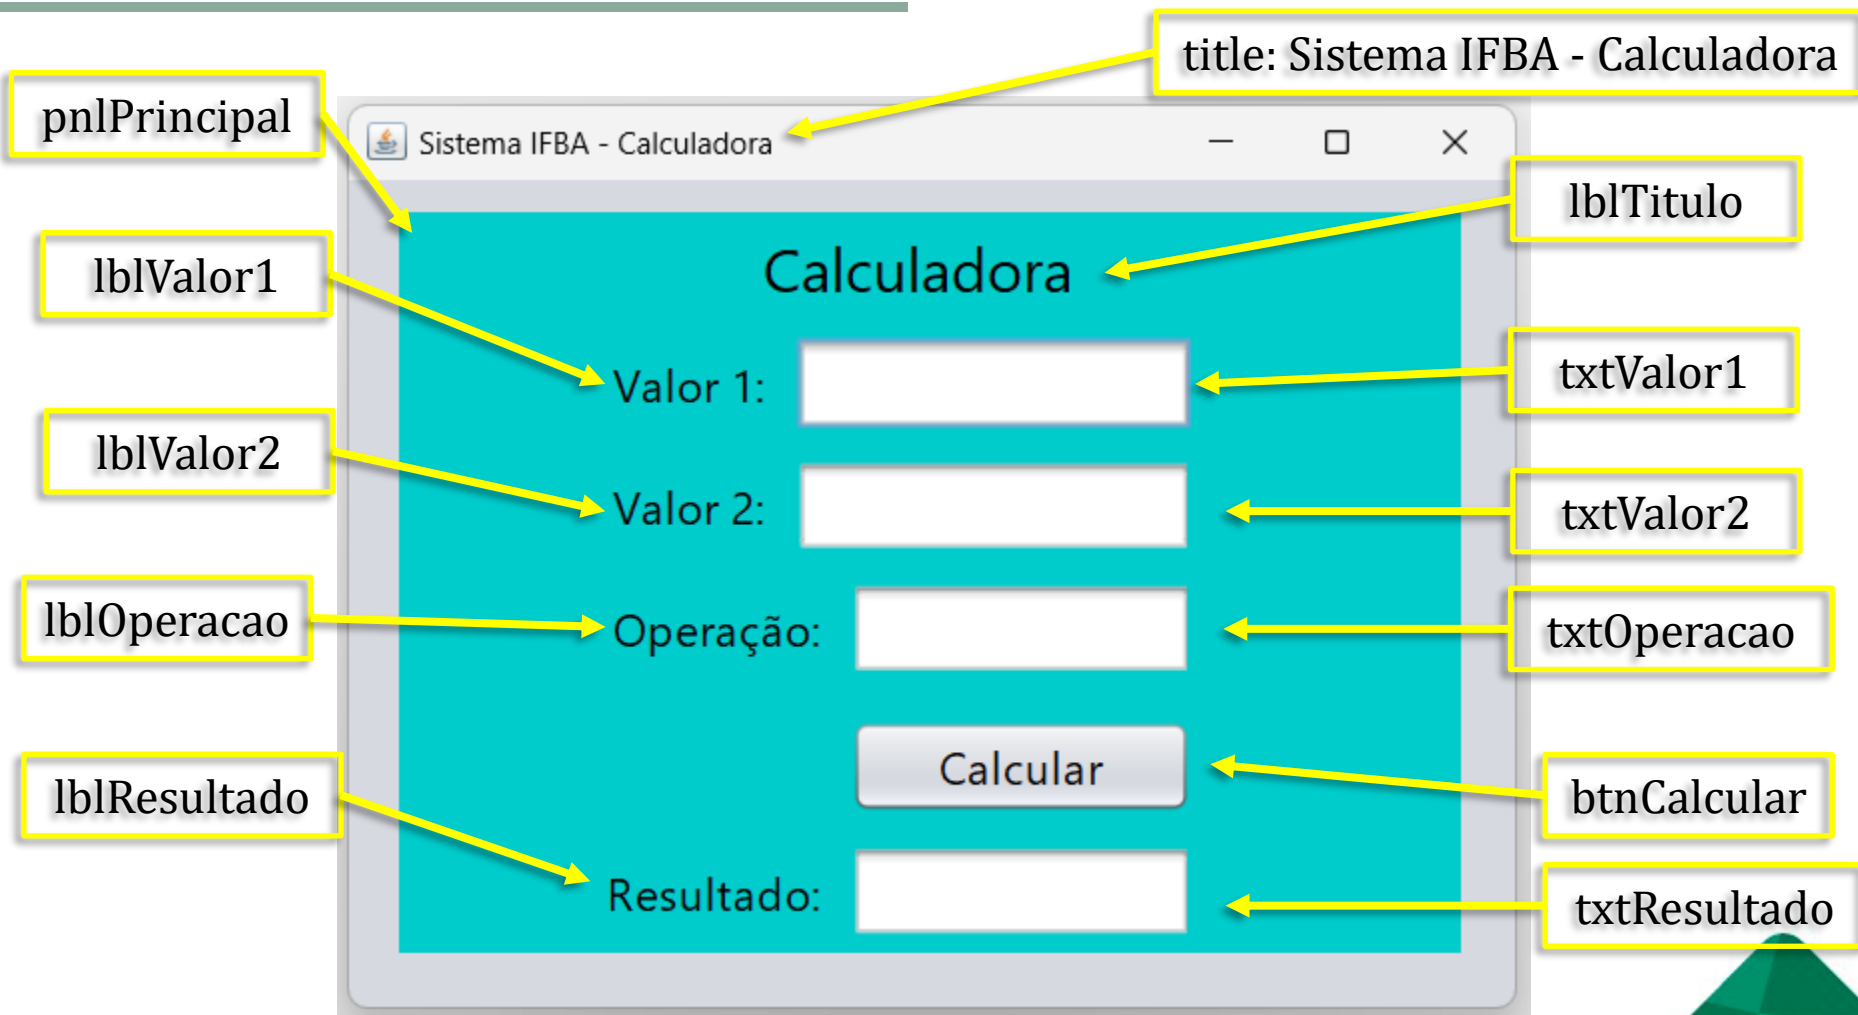 title: Sistema IFBA - Calculadora
pnlPrincipal
Sistema IFBA - Calculadora
lblTitulo
Calculadora
lblValor1
Valor 1:
txtValor1
lblValor2
Valor 2:
txtValor2
lblOperacao
Operação:
txtOperacao
Calcular
btnCalcular
lblResultado
Resultado:
txtResultado